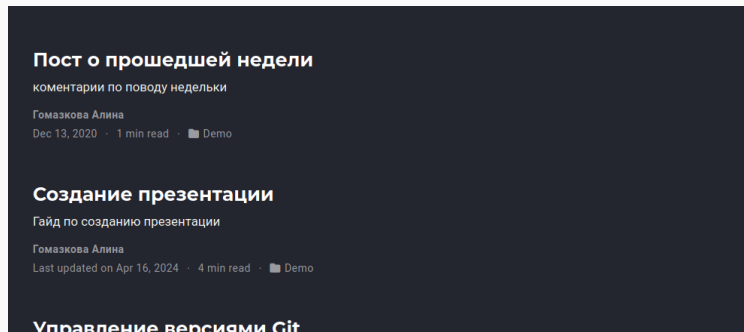 Пост о прошедшей недели
коментарии по поводу недельки
Гомазкова Алина
Dec 13, 2020 · 1 min read · Demo
Создание презентации
Гайд по созданию презентации
Гомазкова Алина
Last updated on Apr 16, 2024 · 4 min read · Demo
Управление версиями Git